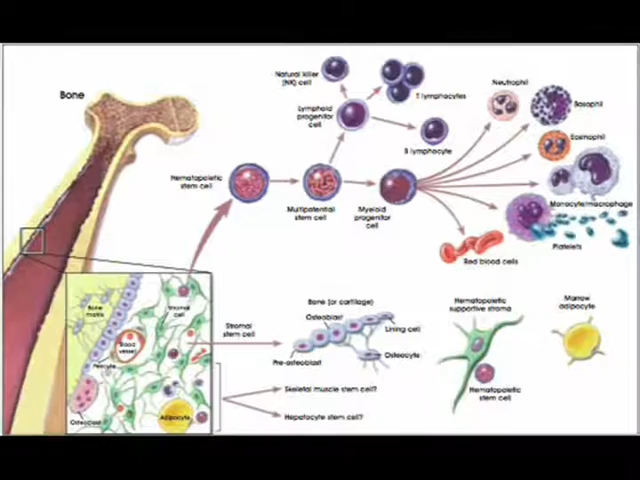 Bone
Natural killer
(NK) cell
T lymphocytes
Lymphoid
progenitor
cell
B lymphocyte
Neutrophil
Basophil
Eosinophil
Monocyte/macrophage
Platelets
Red blood cells
Hematopoietic
stem cell
Multipotential
stem cell
Myeloid
progenitor
cell
Bone
matrix
Stromal
cell
Blood
vessel
Pericyte
Osteoclast
Adipocyte
Stromal
stem cell
Bone (or cartilage)
Osteoblast
Lining cell
Pre-osteoblast
Osteocyte
Skeletal muscle stem cell?
Hepatocyte stem cell?
Hematopoietic
supportive stroma
Hematopoietic
stem cell
Marrow
adipocyte